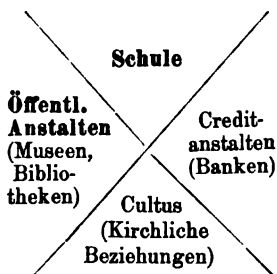 Schule
Öffentl.
Anstalten
(Museen,
Biblio-
theken)
Credit-
anstalten
(Banken)
Cultus
(Kirchliche
Beziehungen)